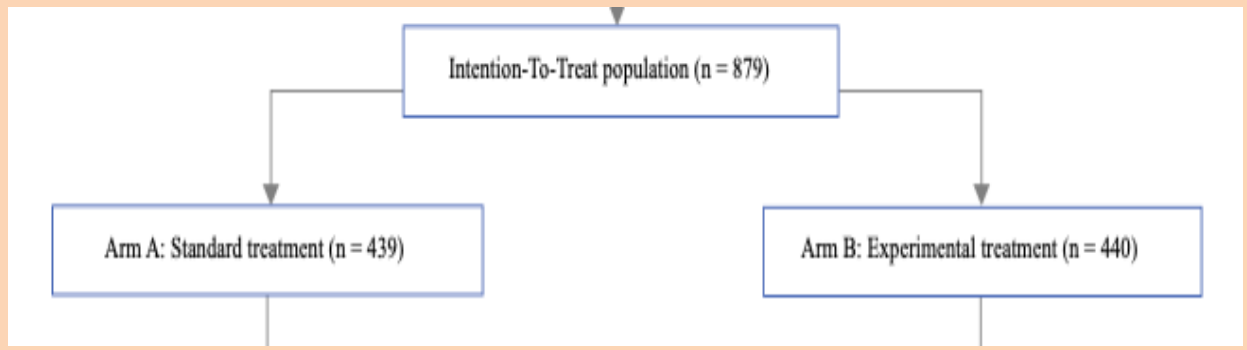 Intention-To-Treat population (n = 879)
Arm A: Standard treatment (n = 439)
Arm B: Experimental treatment (n = 440)